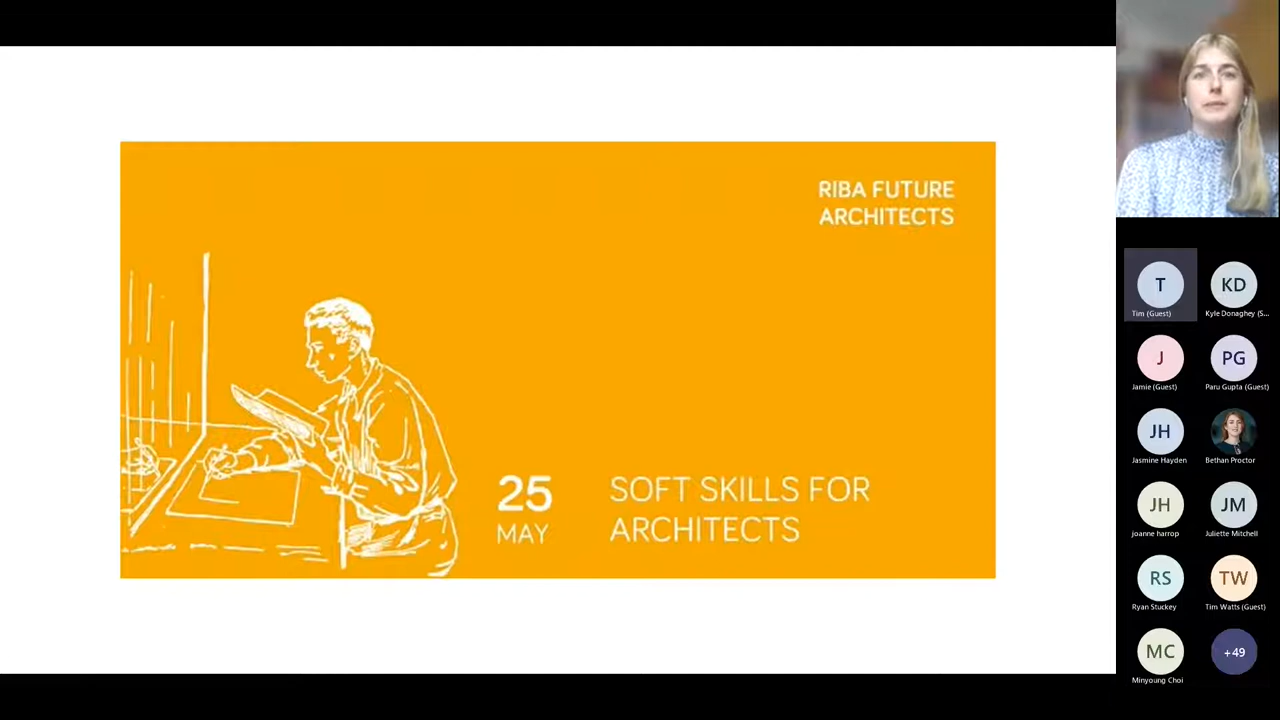 RIBA FUTURE
ARCHITECTS
25
MAY
SOFT SKILLS FOR
ARCHITECTS
T
Tim (Guest)
KD
Kyle Donaghey (S...
J
Jamie (Guest)
PG
Paru Gupta (Guest)
JH
Jasmine Hayden
Bethan Proctor
JH
joanne harrop
JM
Juliette Mitchell
RS
Ryan Stuckey
TW
Tim Watts (Guest)
MC
Minyoung Choi
+49